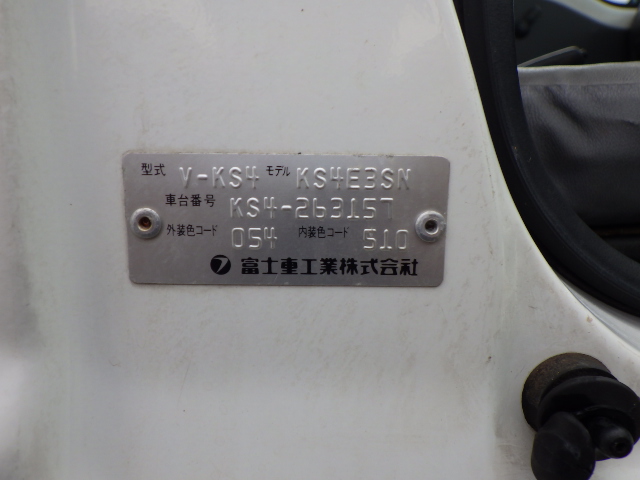 型式 V-KS4 モデル KS4E3SN
車台番号 KS4-263157
外装色コード 054 内装色コード 510
富士重工業株式会社